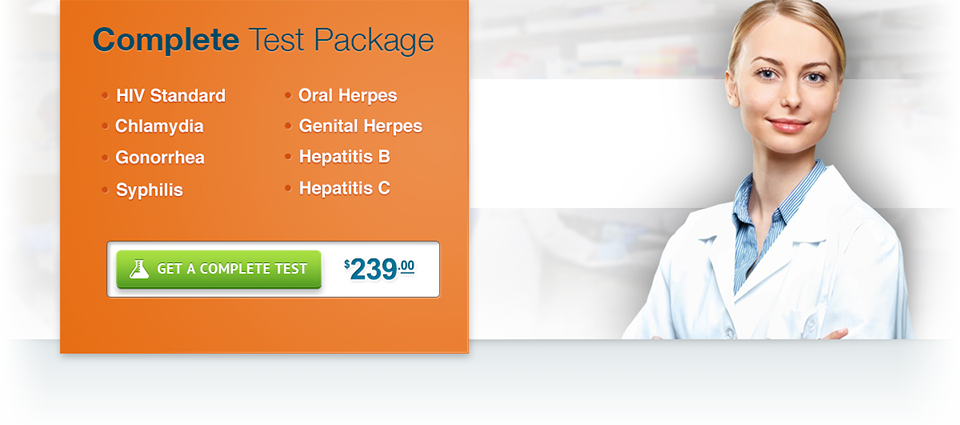 Complete Test Package
HIV Standard
Chlamydia
Gonorrhea
Syphilis
Oral Herpes
Genital Herpes
Hepatitis B
Hepatitis C
GET A COMPLETE TEST
$239.00